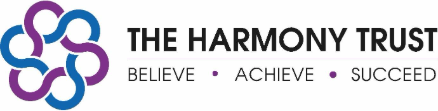 THE HARMONY TRUST
BELIEVE • ACHIEVE • SUCCEED